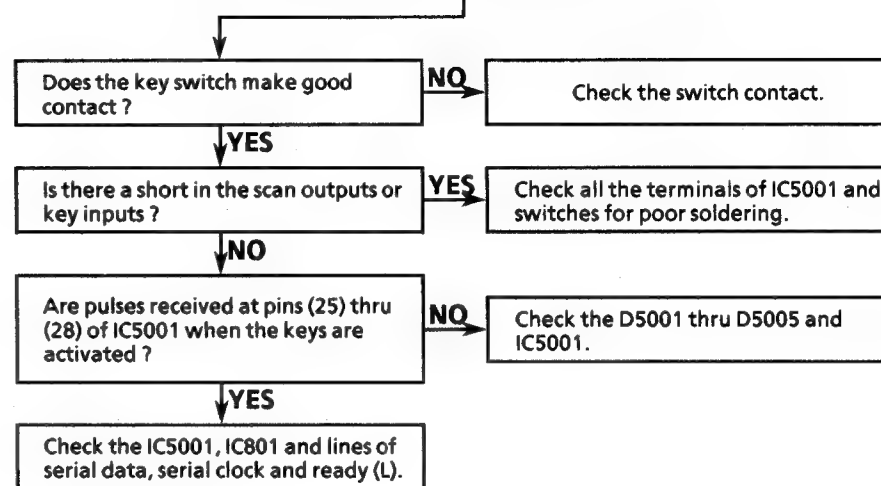 Does the key switch make good
contact ?
NO
Check the switch contact.
YES
Is there a short in the scan outputs or
key inputs ?
YES
Check all the terminals of IC5001 and
switches for poor soldering.
NO
Are pulses received at pins (25) thru
(28) of IC5001 when the keys are
activated ?
NO
Check the D5001 thru D5005 and
IC5001.
YES
Check the IC5001, IC801 and lines of
serial data, serial clock and ready (L).